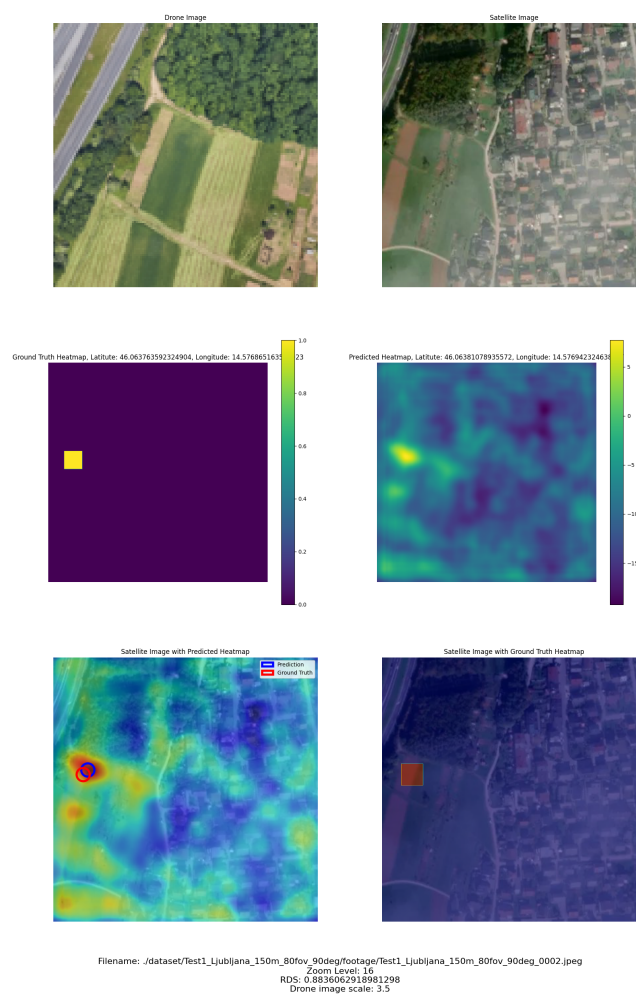 Drone Image
Satellite Image
Ground Truth Heatmap, Latitude: 46.063763592324904, Longitude: 14.5768651635 23
Predicted Heatmap, Latitude: 46.06381078935572, Longitude: 14.57694232463
1.0
0.8
0.6
0.4
0.2
0.0
5
0
−5
−10
−15
Satellite Image with Predicted Heatmap
Satellite Image with Ground Truth Heatmap
Prediction
Ground Truth
Filename: ./dataset/Test1_Ljubljana_150m_80fov_90deg/footage/Test1_Ljubljana_150m_80fov_90deg_0002.jpeg
Zoom Level: 16
RDS: 0.8836062918981298
Drone image scale: 3.5